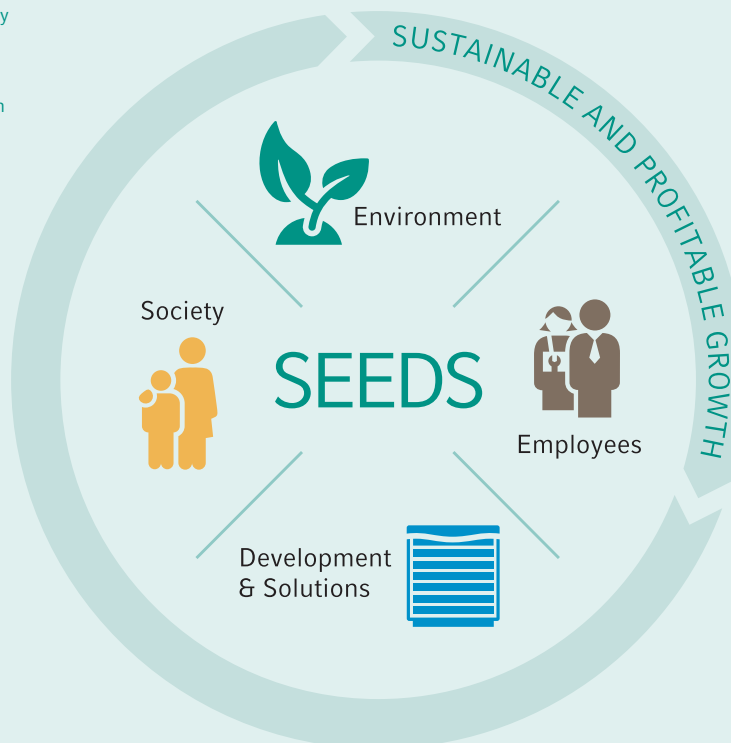 y
n
SUSTAINABLE AND PROFITABLE GROWTH
Environment
Society
SEEDS
Employees
Development
& Solutions